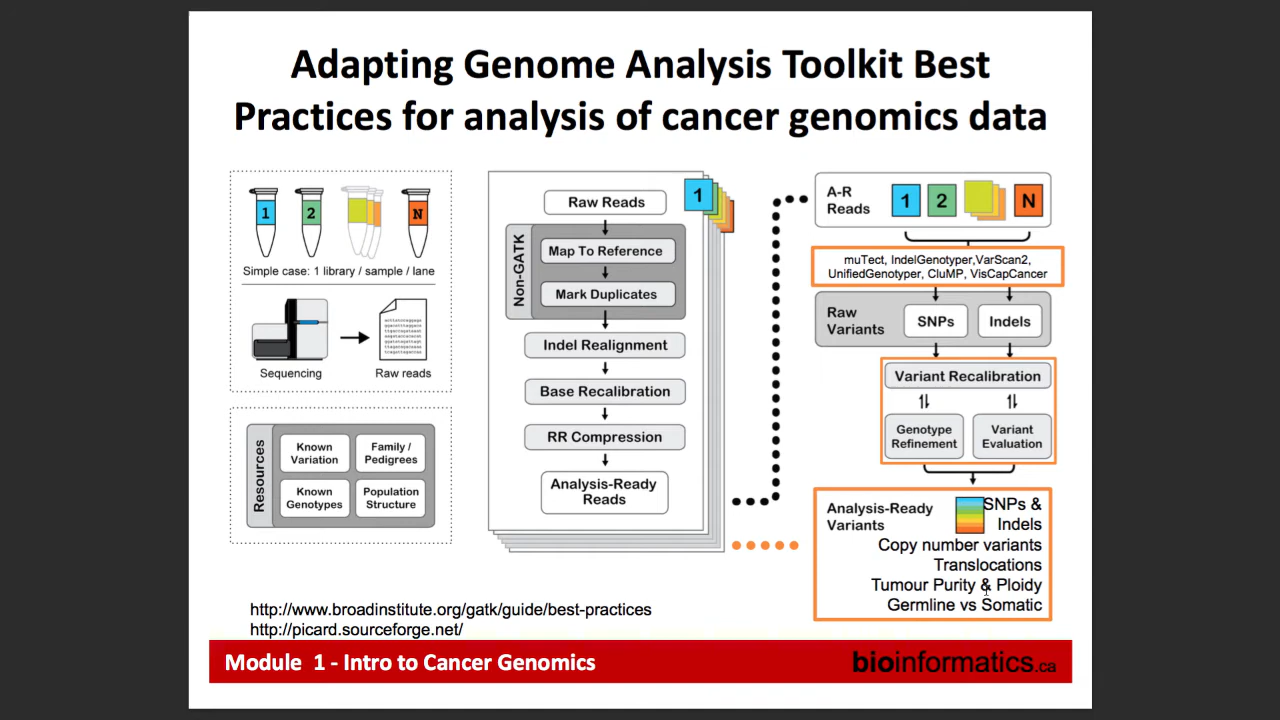 Adapting Genome Analysis Toolkit Best
Practices for analysis of cancer genomics data
1
2
N
Simple case: 1 library / sample / lane
Sequencing
Raw reads
Resources
Known
Variation
Family /
Pedigrees
Known
Genotypes
Population
Structure
1
Raw Reads
Non-GATK
Map To Reference
Mark Duplicates
Indel Realignment
Base Recalibration
RR Compression
Analysis-Ready
Reads
A-R
Reads
1
2
N
muTect, IndelGenotyper,VarScan2,
UnifiedGenotyper, CluMP, VisCapCancer
Raw
Variants
SNPs
Indels
Variant Recalibration
Genotype
Refinement
Variant
Evaluation
Analysis-Ready
Variants
SNPs &
Indels
Copy number variants
Translocations
Tumour Purity & Ploidy
Germline vs Somatic
http://www.broadinstitute.org/gatk/guide/best-practices
http://picard.sourceforge.net/
Module 1 - Intro to Cancer Genomics
bioinformatics.ca